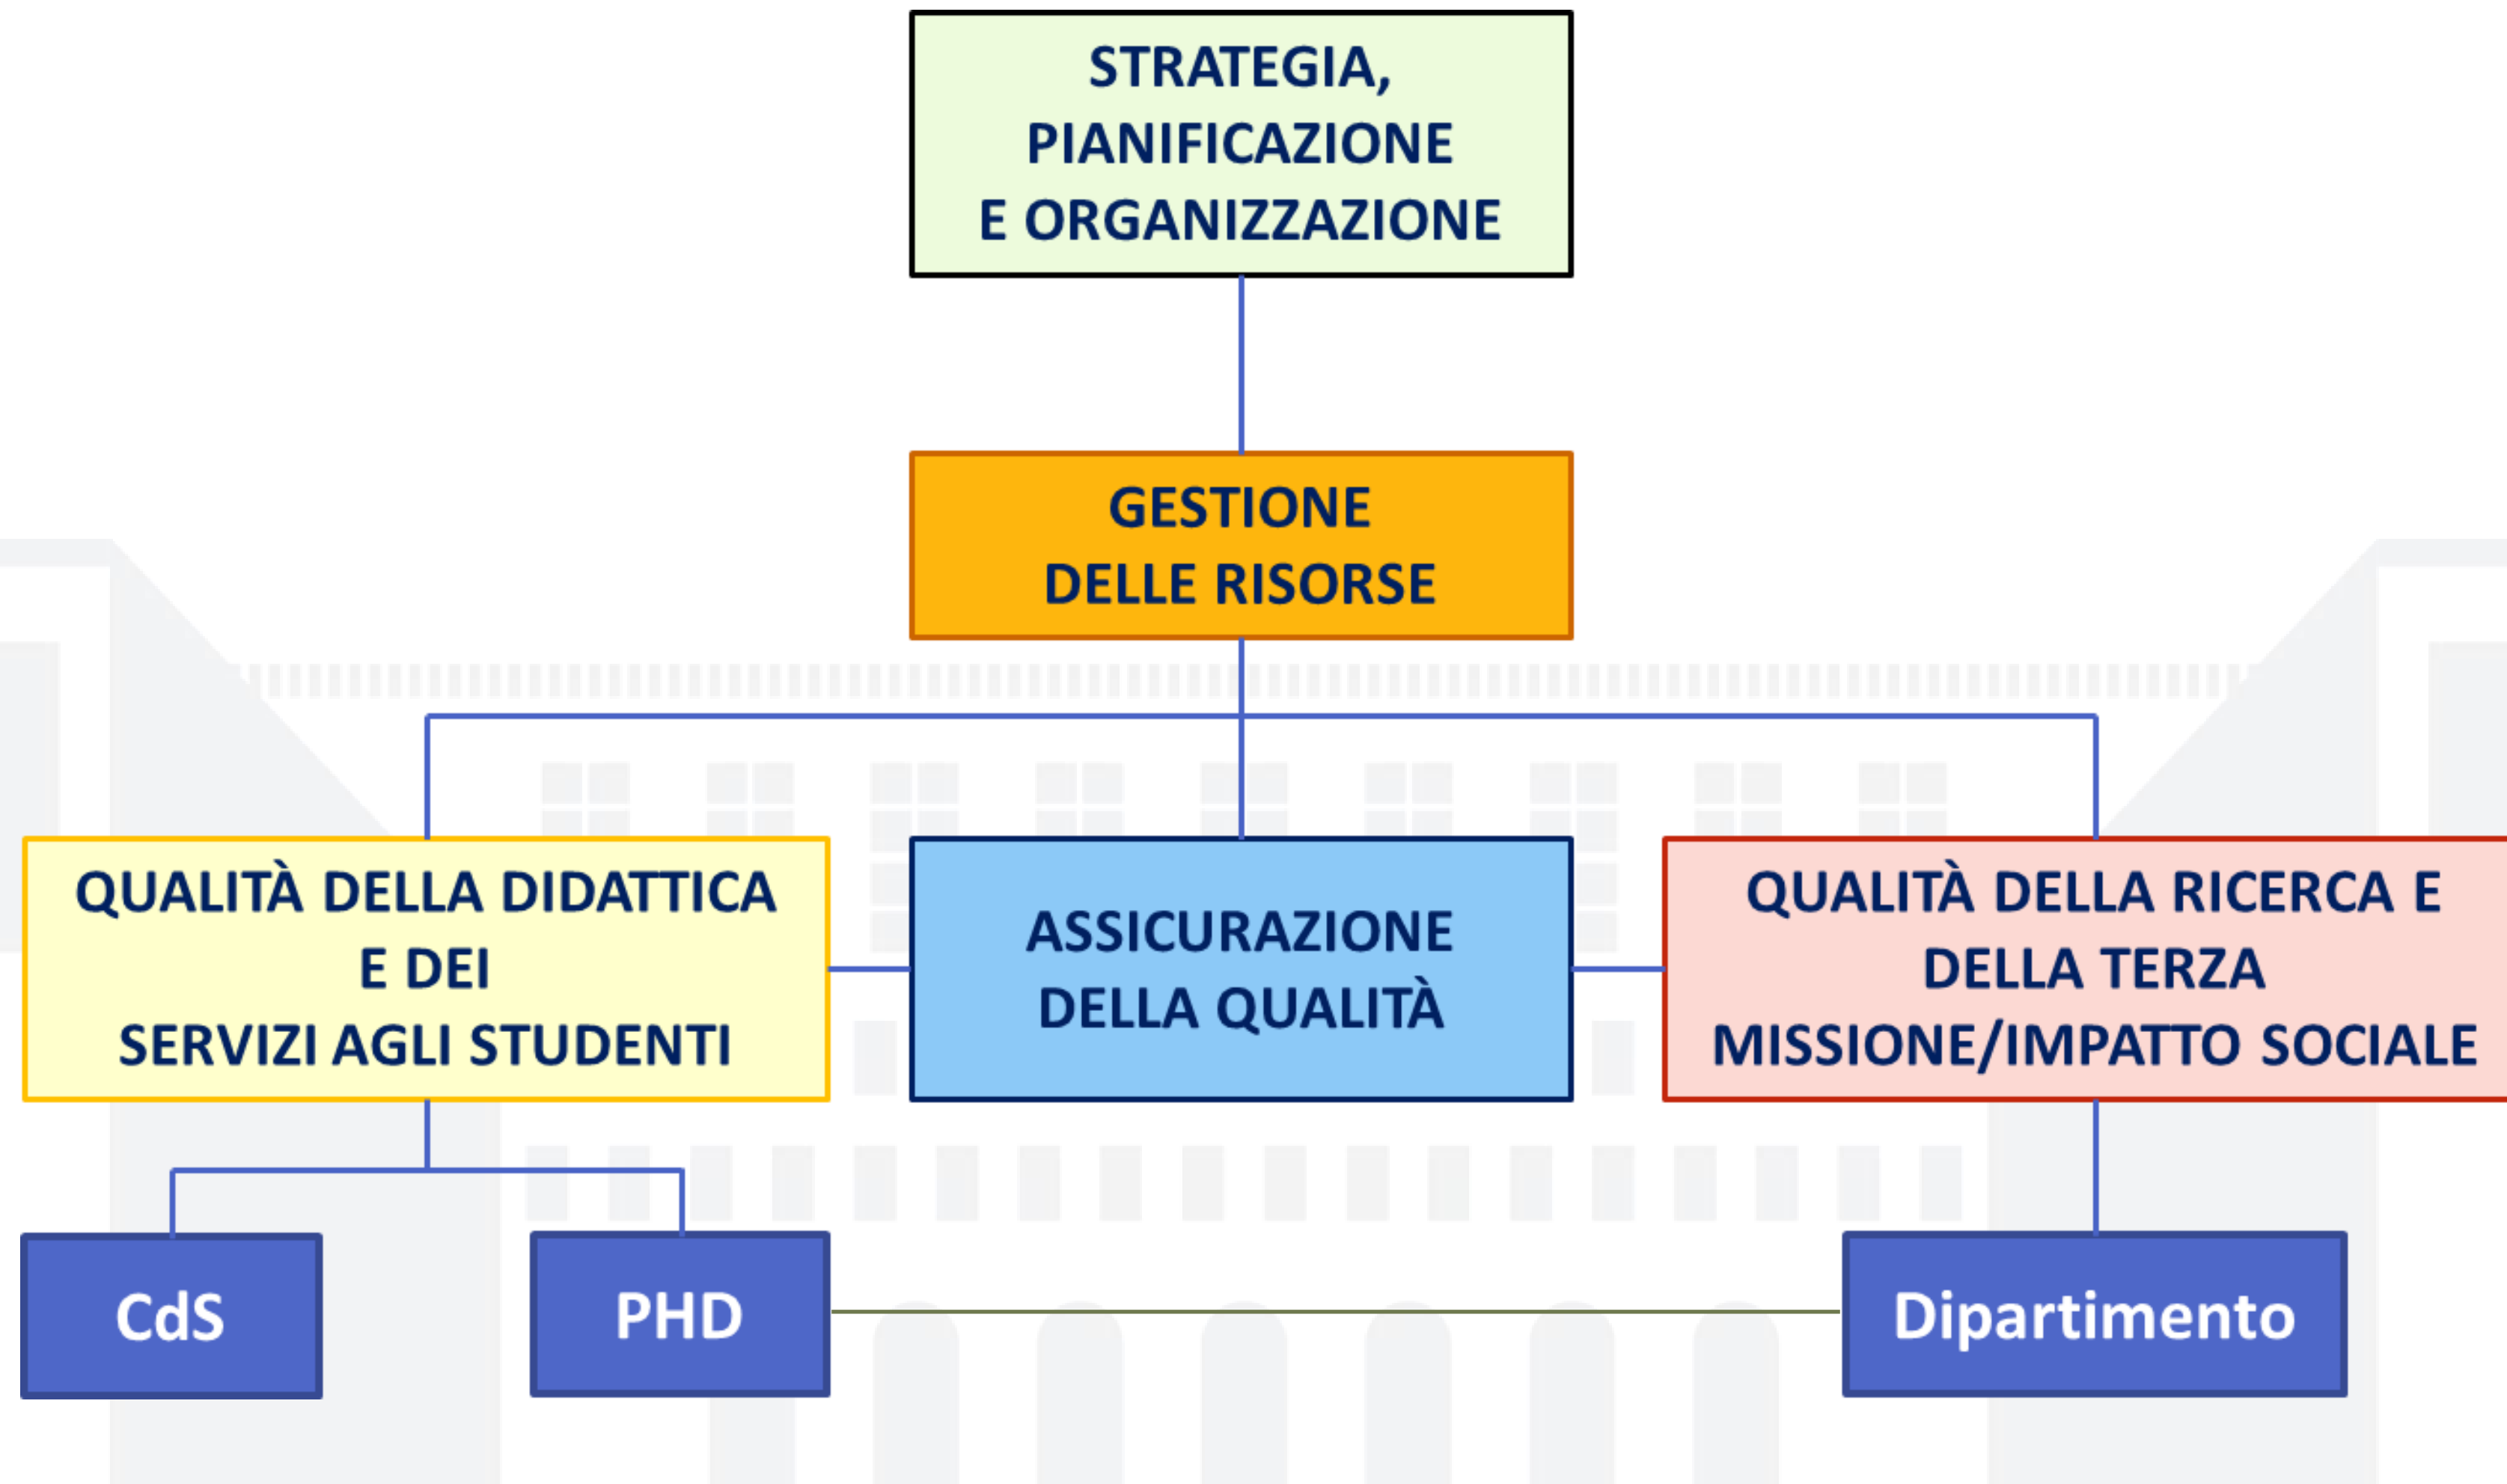 STRATEGIA,
PIANIFICAZIONE
E ORGANIZZAZIONE
GESTIONE
DELLE RISORSE
QUALITÀ DELLA DIDATTICA
E DEI
SERVIZI AGLI STUDENTI
ASSICURAZIONE
DELLA QUALITÀ
QUALITÀ DELLA RICERCA E
DELLA TERZA
MISSIONE/IMPATTO SOCIALE
CdS
PHD
Dipartimento